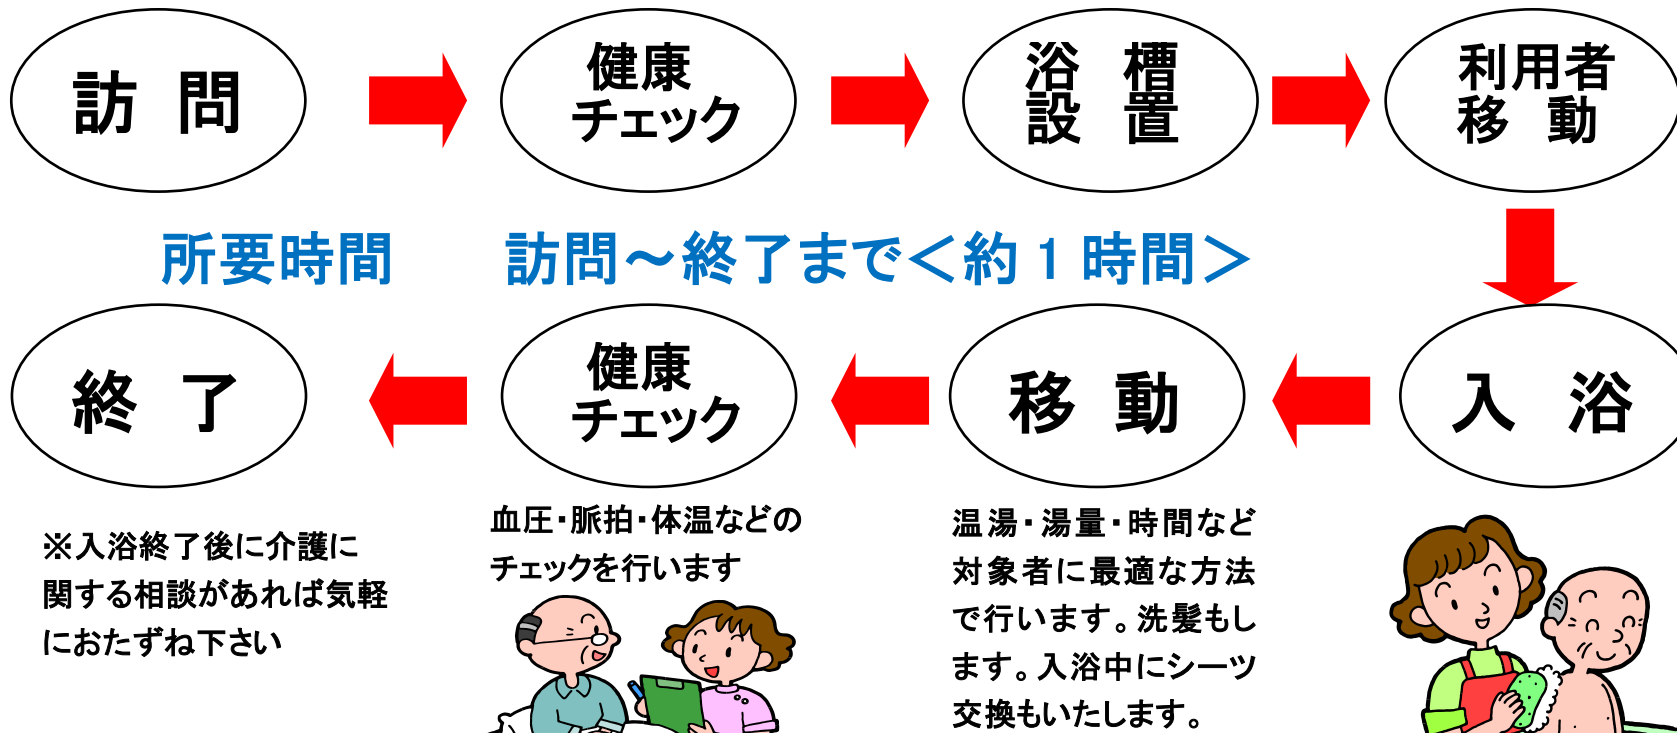 訪 問
健康
チェック
浴 槽
設 置
利用者
移 動
所要時間 訪問～終了まで＜約１時間＞
終 了
健康
チェック
移 動
入 浴
※入浴終了後に介護に
関する相談があれば気軽
におたずね下さい
血圧・脈拍・体温などの
チェックを行います
温湯・湯量・時間など
対象者に最適な方法
で行います。洗髪もし
ます。入浴中にシーツ
交換もいたします。